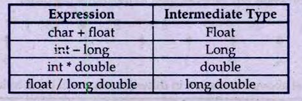 Expression Intermediate Type
char + float Float
int – long Long
int * double double
float / long double long double